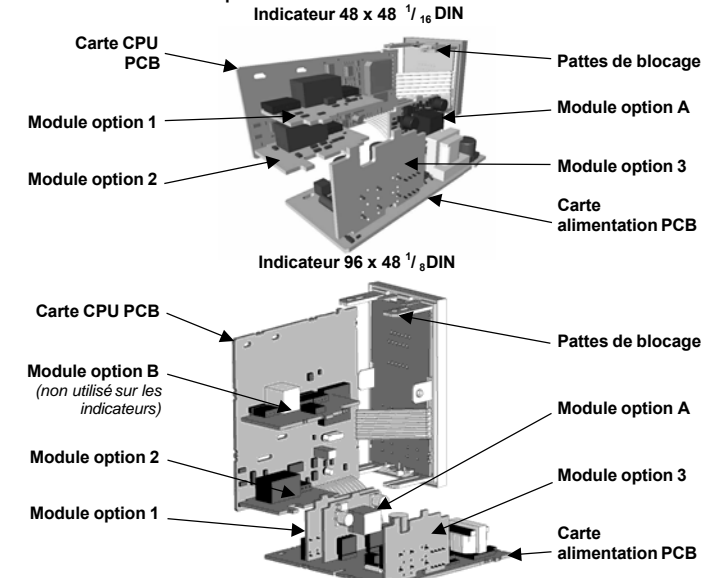 Indicateur 48 x 48 1/16 DIN
Carte CPU
PCB
Pattes de blocage
Module option A
Module option 1
Module option 3
Module option 2
Carte
alimentation PCB
Indicateur 96 x 48 1/8DIN
Carte CPU PCB
Pattes de blocage
Module option B
(non utilisé sur les
indicateurs)
Module option A
Module option 2
Module option 3
Module option 1
Carte
alimentation PCB